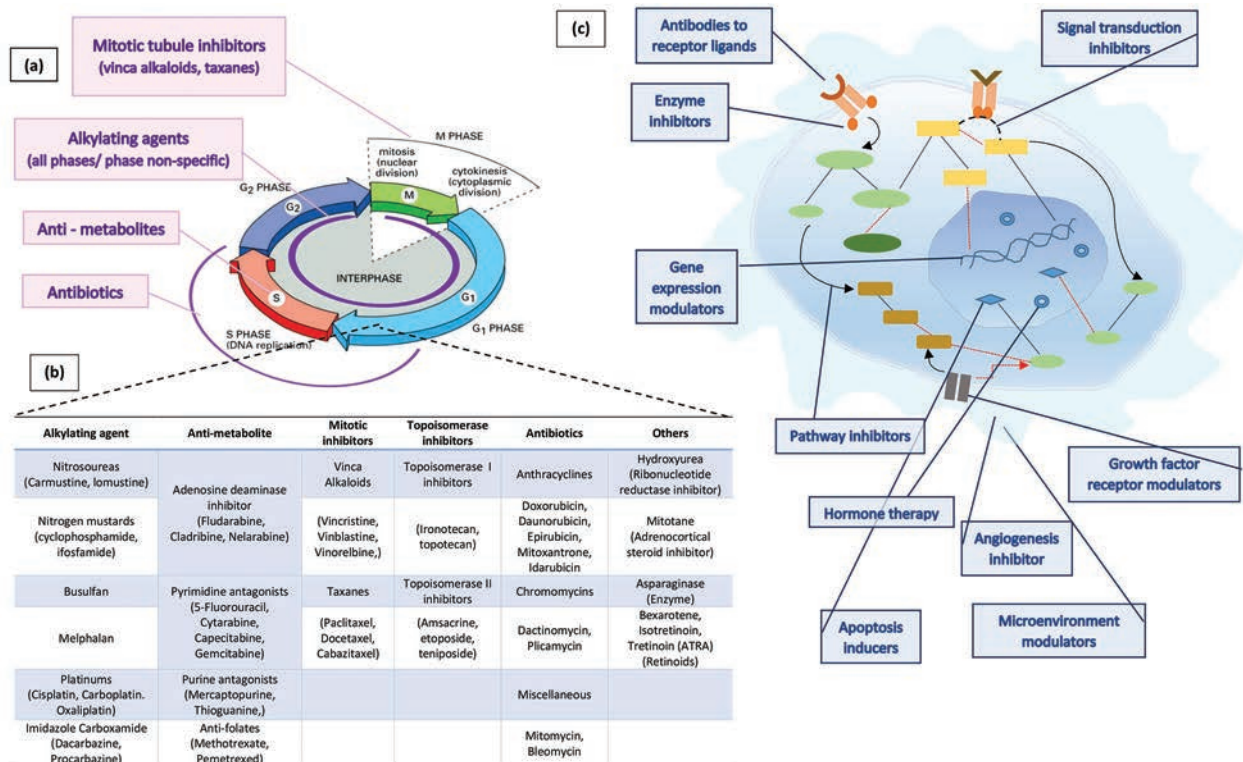 (a)
Mitotic tubule inhibitors
(vinca alkaloids, taxanes)
Alkylating agents
(all phases/ phase non-specific)
Anti - metabolites
Antibiotics
M PHASE
mitosis
(nuclear
division)
cytokinesis
(cytoplasmic
division)
G2 PHASE
G2
M
INTERPHASE
S
G1
G1 PHASE
S PHASE
(DNA replication)
(b)
Alkylating agent
Anti-metabolite
Mitotic
inhibitors
Topoisomerase
inhibitors
Antibiotics
Others
Nitrosoureas
(Carmustine, lomustine)
Adenosine deaminase
inhibitor
(Fludarabine,
Cladribine, Nelarabine)
Vinca
Alkaloids
Topoisomerase I
inhibitors
Anthracyclines
Hydroxyurea
(Ribonucleotide
reductase inhibitor)
Nitrogen mustards
(cyclophosphamide,
ifosfamide)
(Vincristine,
Vinblastine,
Vinorelbine,)
(Ironotecan,
topotecan)
Doxorubicin,
Daunorubicin,
Epirubicin,
Mitoxantrone,
Idarubicin
Mitotane
(Adrenocortical
steroid inhibitor)
Busulfan
Pyrimidine antagonists
(5-Fluorouracil,
Cytarabine,
Capecitabine,
Gemcitabine)
Taxanes
Topoisomerase II
inhibitors
Chromomycins
Asparaginase
(Enzyme)
Melphalan
(Paclitaxel,
Docetaxel,
Cabazitaxel)
(Amsacrine,
etoposide,
teniposide)
Dactinomycin,
Plicamycin
Bexarotene,
Isotretinoin,
Tretinoin (ATRA)
(Retinoids)
Platinums
(Cisplatin, Carboplatin.
Oxaliplatin)
Purine antagonists
(Mercaptopurine,
Thioguanine,)
Miscellaneous
Imidazole Carboxamide
(Dacarbazine,
Procarbazine)
Anti-folates
(Methotrexate,
Pemetrexed)
Mitomycin,
Bleomycin
(c)
Antibodies to
receptor ligands
Signal transduction
inhibitors
Enzyme
inhibitors
Gene
expression
modulators
Pathway inhibitors
Growth factor
receptor modulators
Hormone therapy
Angiogenesis
inhibitor
Apoptosis
inducers
Microenvironment
modulators